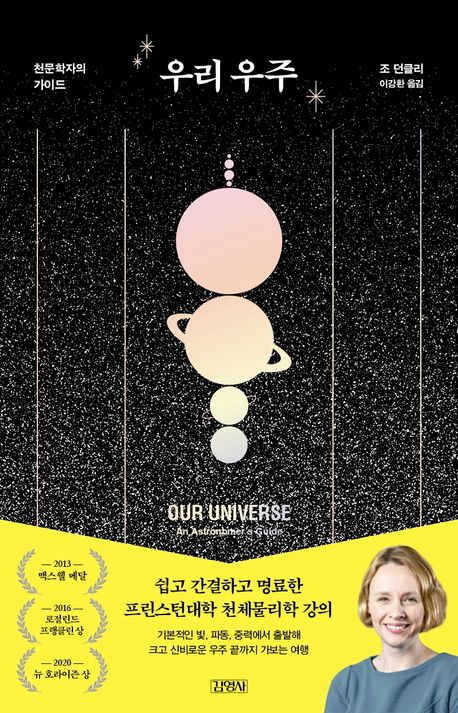 천문학자의
가이드
우리 우주
조 던클리
이강환 옮김
OUR UNIVERSE
An Astronomer's Guide
2013
맥스웰 메달
2016
로절린드
프랭클린 상
2020
뉴 호라이즌 상
쉽고 간결하고 명료한
프린스턴대학 천체물리학 강의
기본적인 빛, 파동, 중력에서 출발해
크고 신비로운 우주 끝까지 가보는 여행
김영사